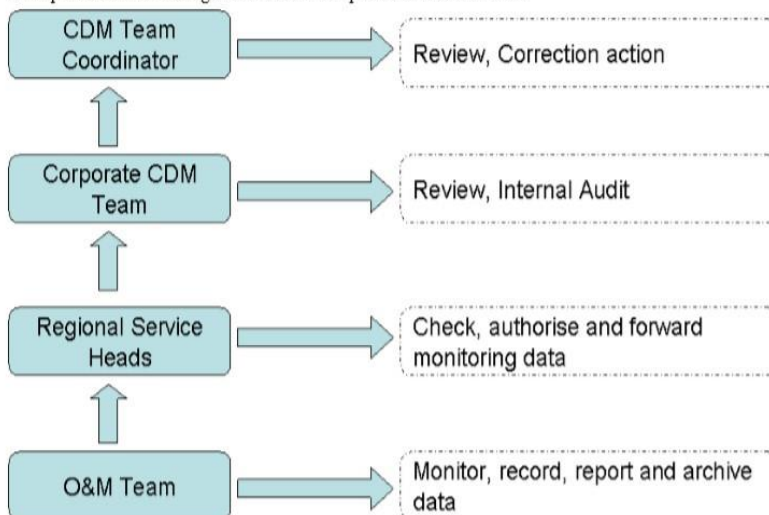 CDM Team
Coordinator
Review, Correction action
Corporate CDM
Team
Review, Internal Audit
Regional Service
Heads
Check, authorise and forward
monitoring data
O&M Team
Monitor, record, report and archive
data